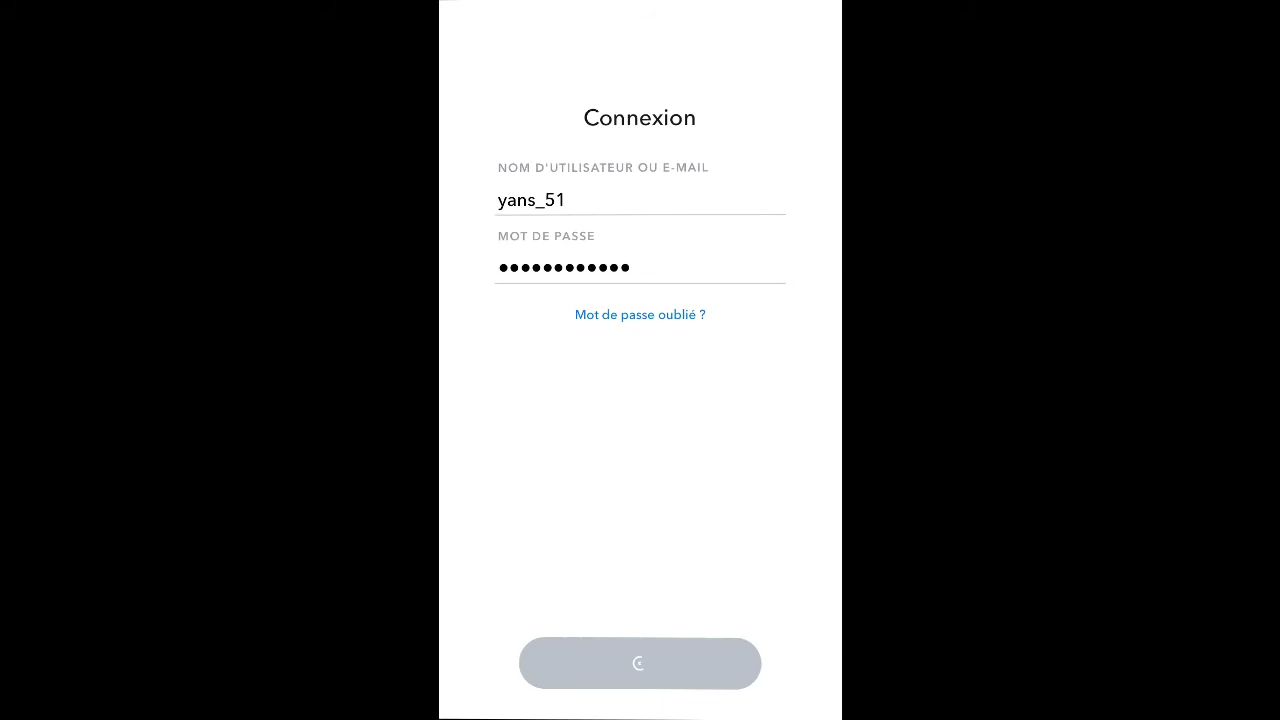 Connexion
NOM D'UTILISATEUR OU E-MAIL
yans_51
MOT DE PASSE
●●●●●●●●●●●●
Mot de passe oublié ?